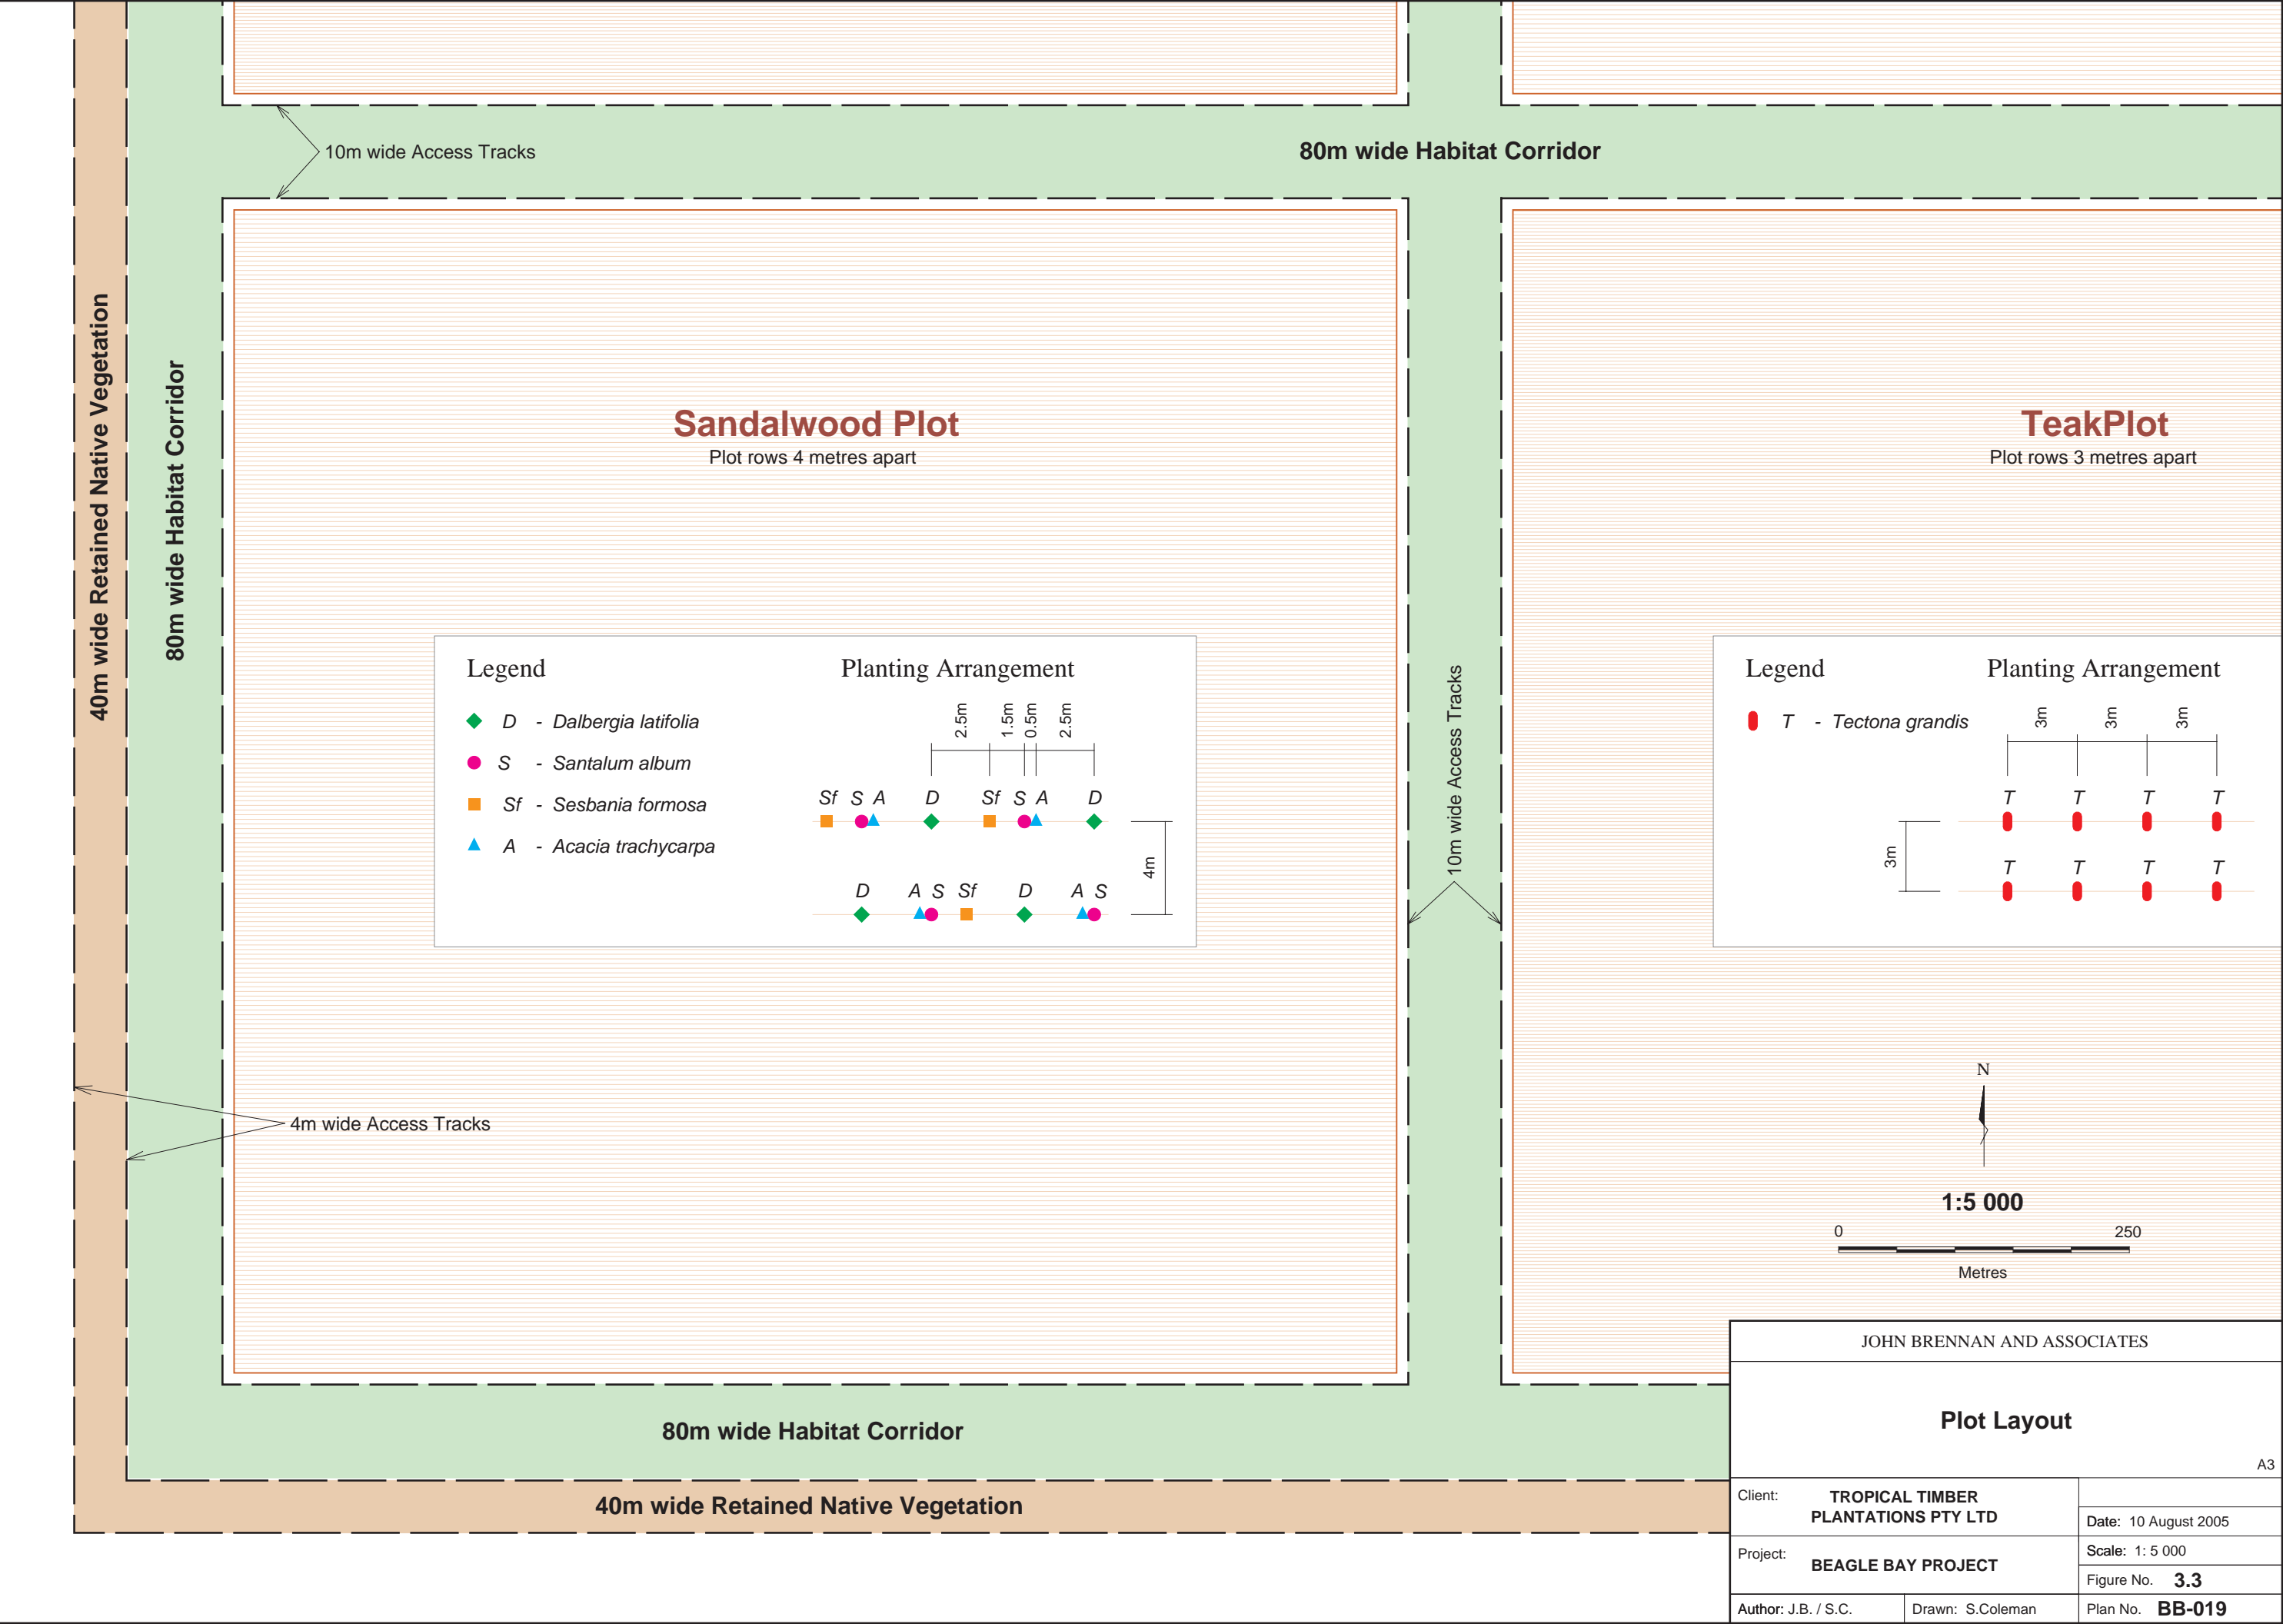 10m wide Access Tracks
80m wide Habitat Corridor
40m wide Retained Native Vegetation
80m wide Habitat Corridor
Sandalwood Plot
Plot rows 4 metres apart
Legend
D - Dalbergia latifolia
S - Santalum album
Sf - Sesbania formosa
A - Acacia trachycarpa
Planting Arrangement
2.5m 1.5m 0.5m 2.5m
Sf S A D Sf S A D
4m
D A S Sf D A S
10m wide Access Tracks
TeakPlot
Plot rows 3 metres apart
Legend
T - Tectona grandis
Planting Arrangement
3m 3m 3m
T T T T
3m
T T T T
4m wide Access Tracks
N
1:5 000
0 250
Metres
80m wide Habitat Corridor
40m wide Retained Native Vegetation
JOHN BRENNAN AND ASSOCIATES
Plot Layout
A3
Client: TROPICAL TIMBER
PLANTATIONS PTY LTD
Date: 10 August 2005
Project: BEAGLE BAY PROJECT
Scale: 1: 5 000
Figure No. 3.3
Author: J.B. / S.C.
Drawn: S.Coleman
Plan No. BB-019